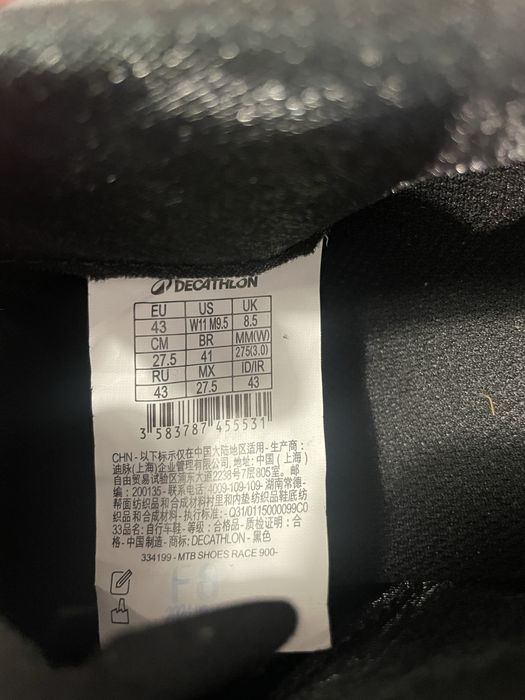 DECATHLON
EU US UK
43 W11 M9.5 8.5
CM BR MM(W)
27.5 41 275(3.0)
RU MX ID/IR
43 27.5 43
3 583787 455531
CHN - 以下标示仅在中国大陆地区适用 - 生产商：
迪脉(上海)企业管理有限公司, 地址: 中国 (上海)
自由贸易试验区浦东大道2238号7层805室。邮
编：200135 - 联系电话：4009-109-109- 湖南常德-
帮面纺织品和合成材料村里和内垫纺织品鞋底纺
织品和合成材料 - 执行标准: - Q31/0115000099C0
33品名: 自行车鞋 - 等级：合格品 - 质检证明：合
格 - 中国制造 - 商标: DECATHLON - 黑色
334199 - MTB SHOES RACE 900-